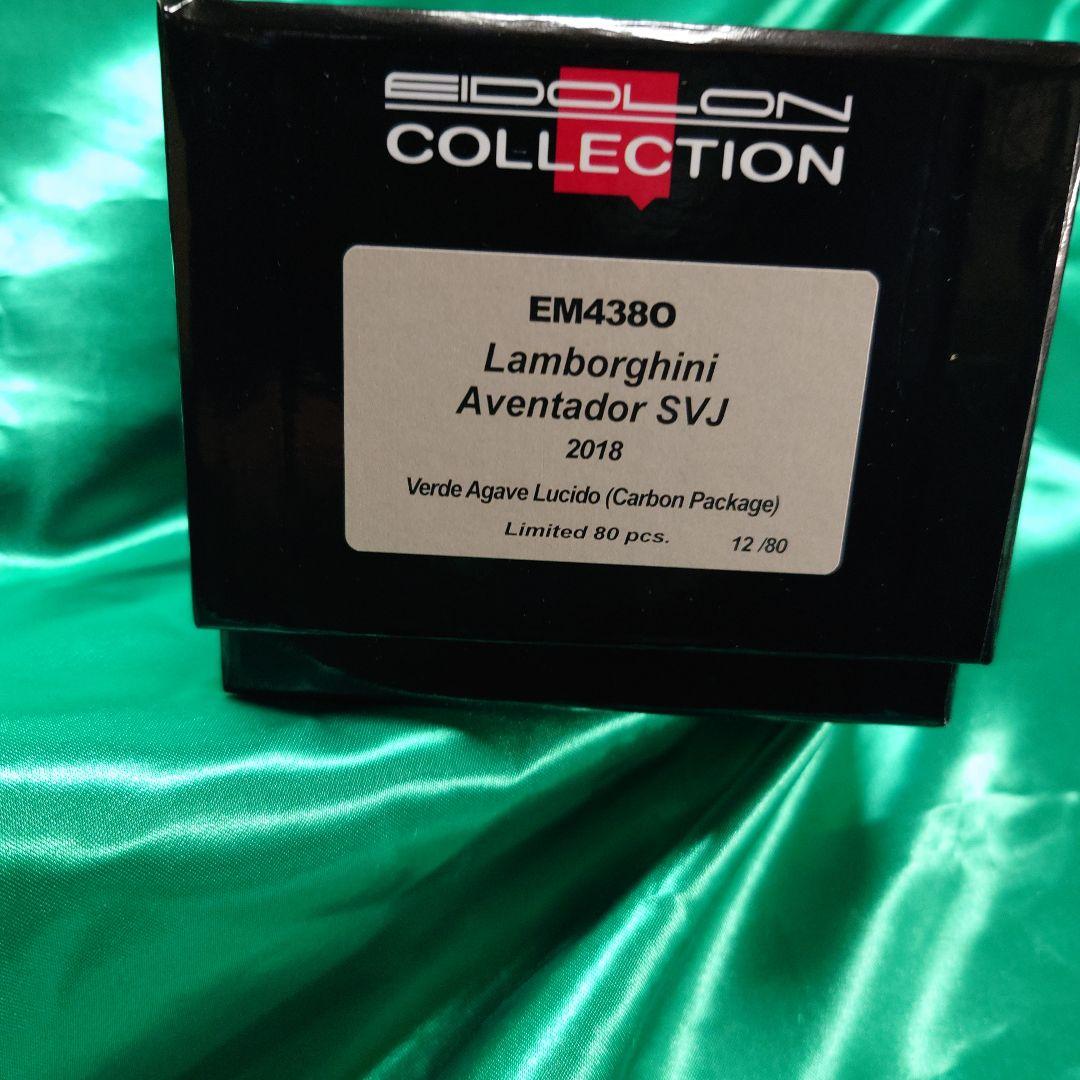 EIDOLON
COLLECTION
EM438O
Lamborghini
Aventador SVJ
2018
Verde Agave Lucido (Carbon Package)
Limited 80 pcs. 12 /80